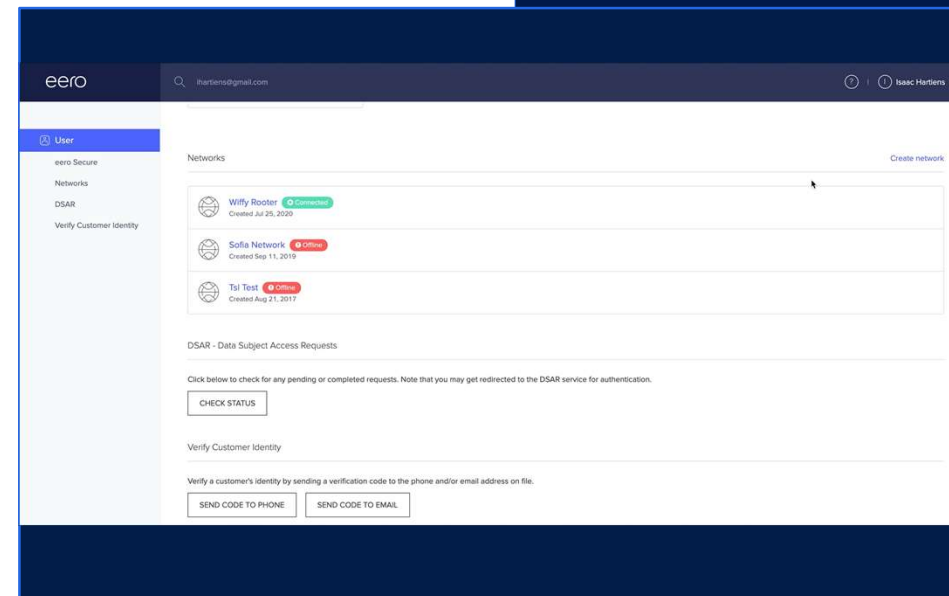 eero
ihartiens@gmail.com
? | I Isaac Hartiens
User
eero Secure
Networks
DSAR
Verify Customer Identity
Networks
Create network
Wiffy Rooter Connected
Created Jul 25, 2020
Sofia Network Offline
Created Sep 11, 2019
Tsl Test Offline
Created Aug 21, 2017
DSAR - Data Subject Access Requests
Click below to check for any pending or completed requests. Note that you may get redirected to the DSAR service for authentication.
CHECK STATUS
Verify Customer Identity
Verify a customer's identity by sending a verification code to the phone and/or email address on file.
SEND CODE TO PHONE
SEND CODE TO EMAIL